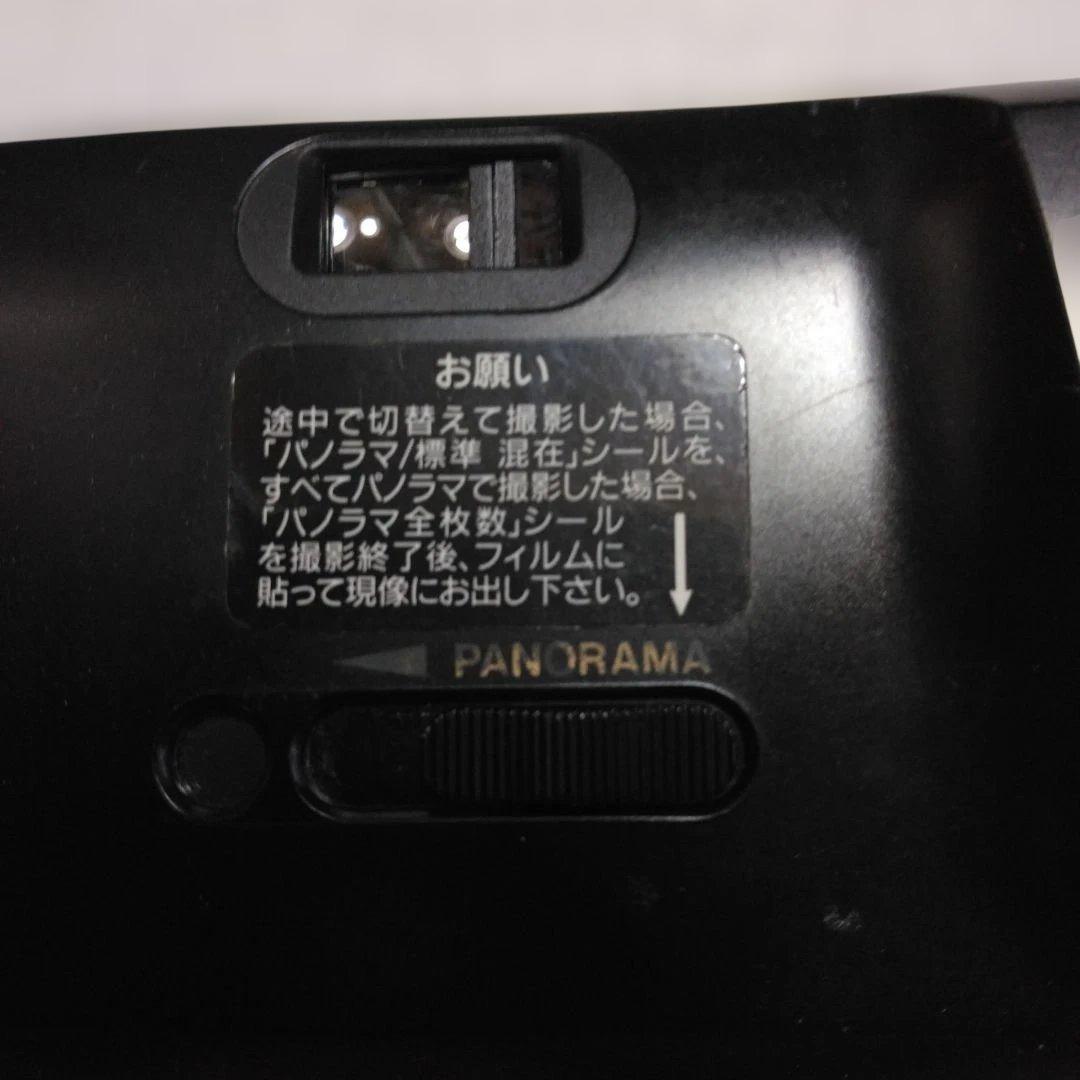 お願い
途中で切替えて撮影した場合、
「パノラマ/標準 混在」シールを、
すべてパノラマで撮影した場合、
「パノラマ全枚数」シール
を撮影終了後、フィルムに
貼って現像にお出し下さい。
PANORAMA